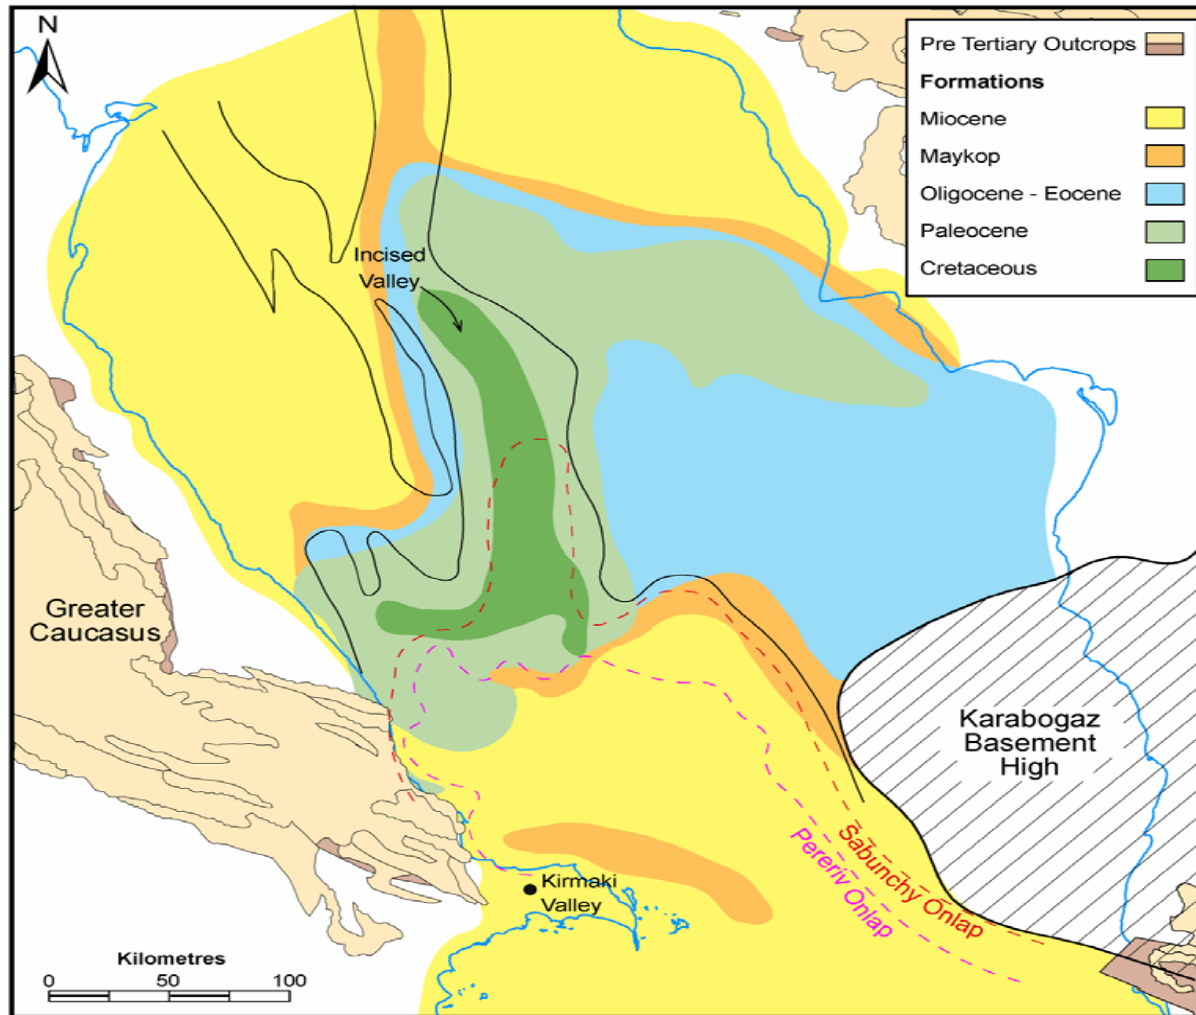 N
Pre Tertiary Outcrops
Formations
Miocene
Maykop
Oligocene - Eocene
Paleocene
Cretaceous
Incised
Valley
Greater
Caucasus
Karabogaz
Basement
High
Sabunchy Onlap
Pereriv Onlap
Kirmaki
Valley
Kilometres
0 50 100